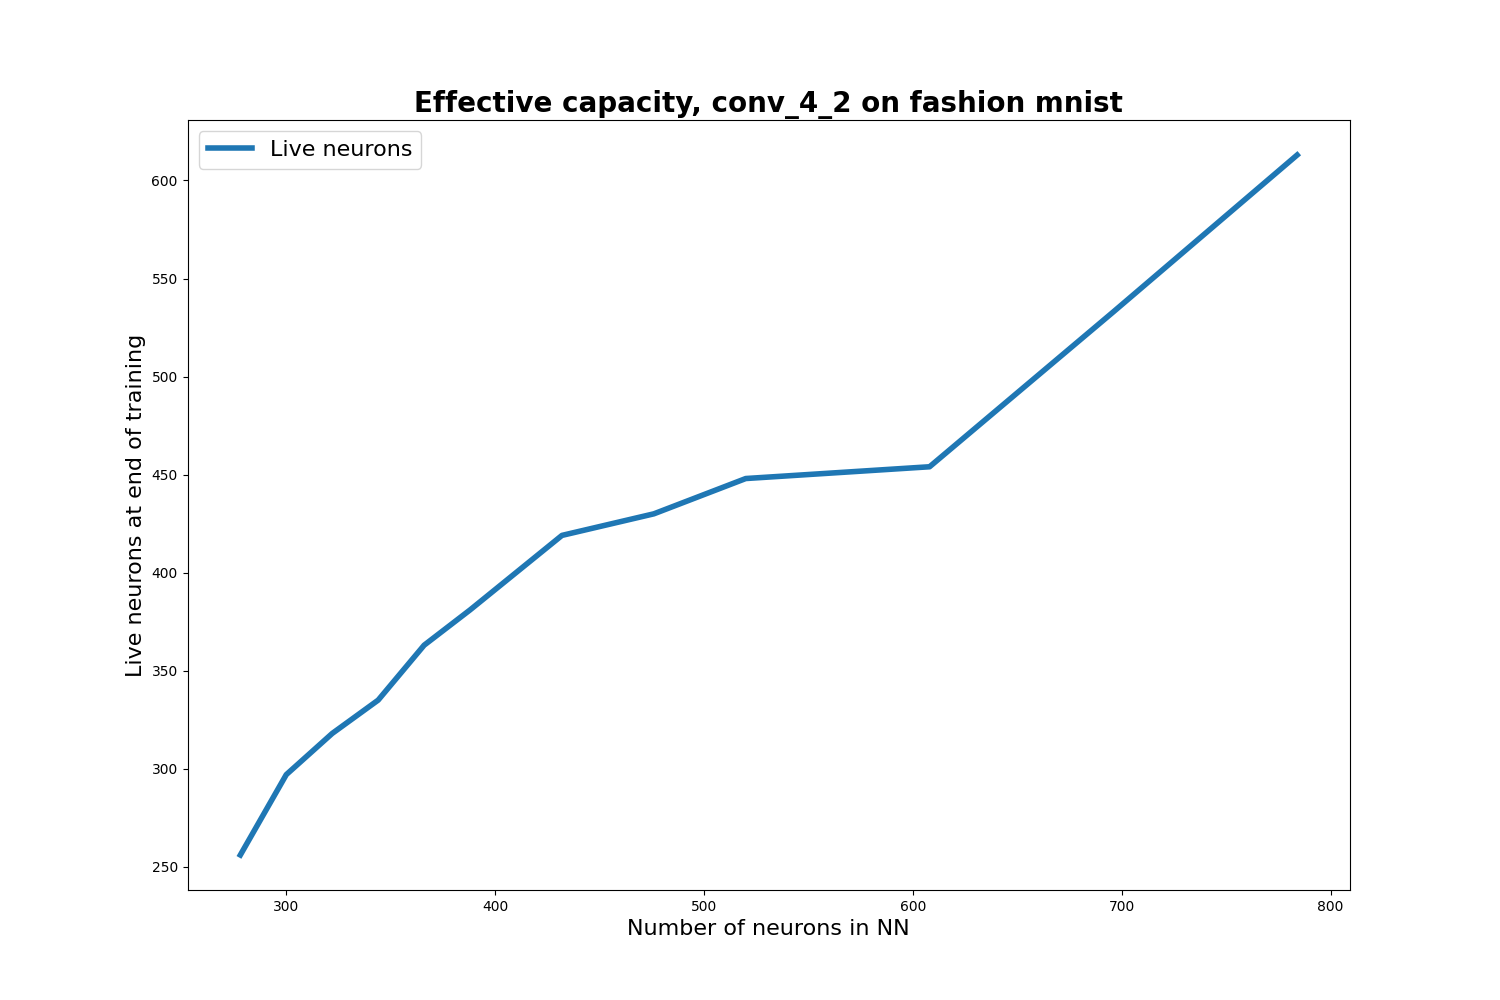 Effective capacity, conv_4_2 on fashion mnist
Live neurons
600
550
500
450
400
350
300
250
Live neurons at end of training
300 400 500 600 700 800
Number of neurons in NN